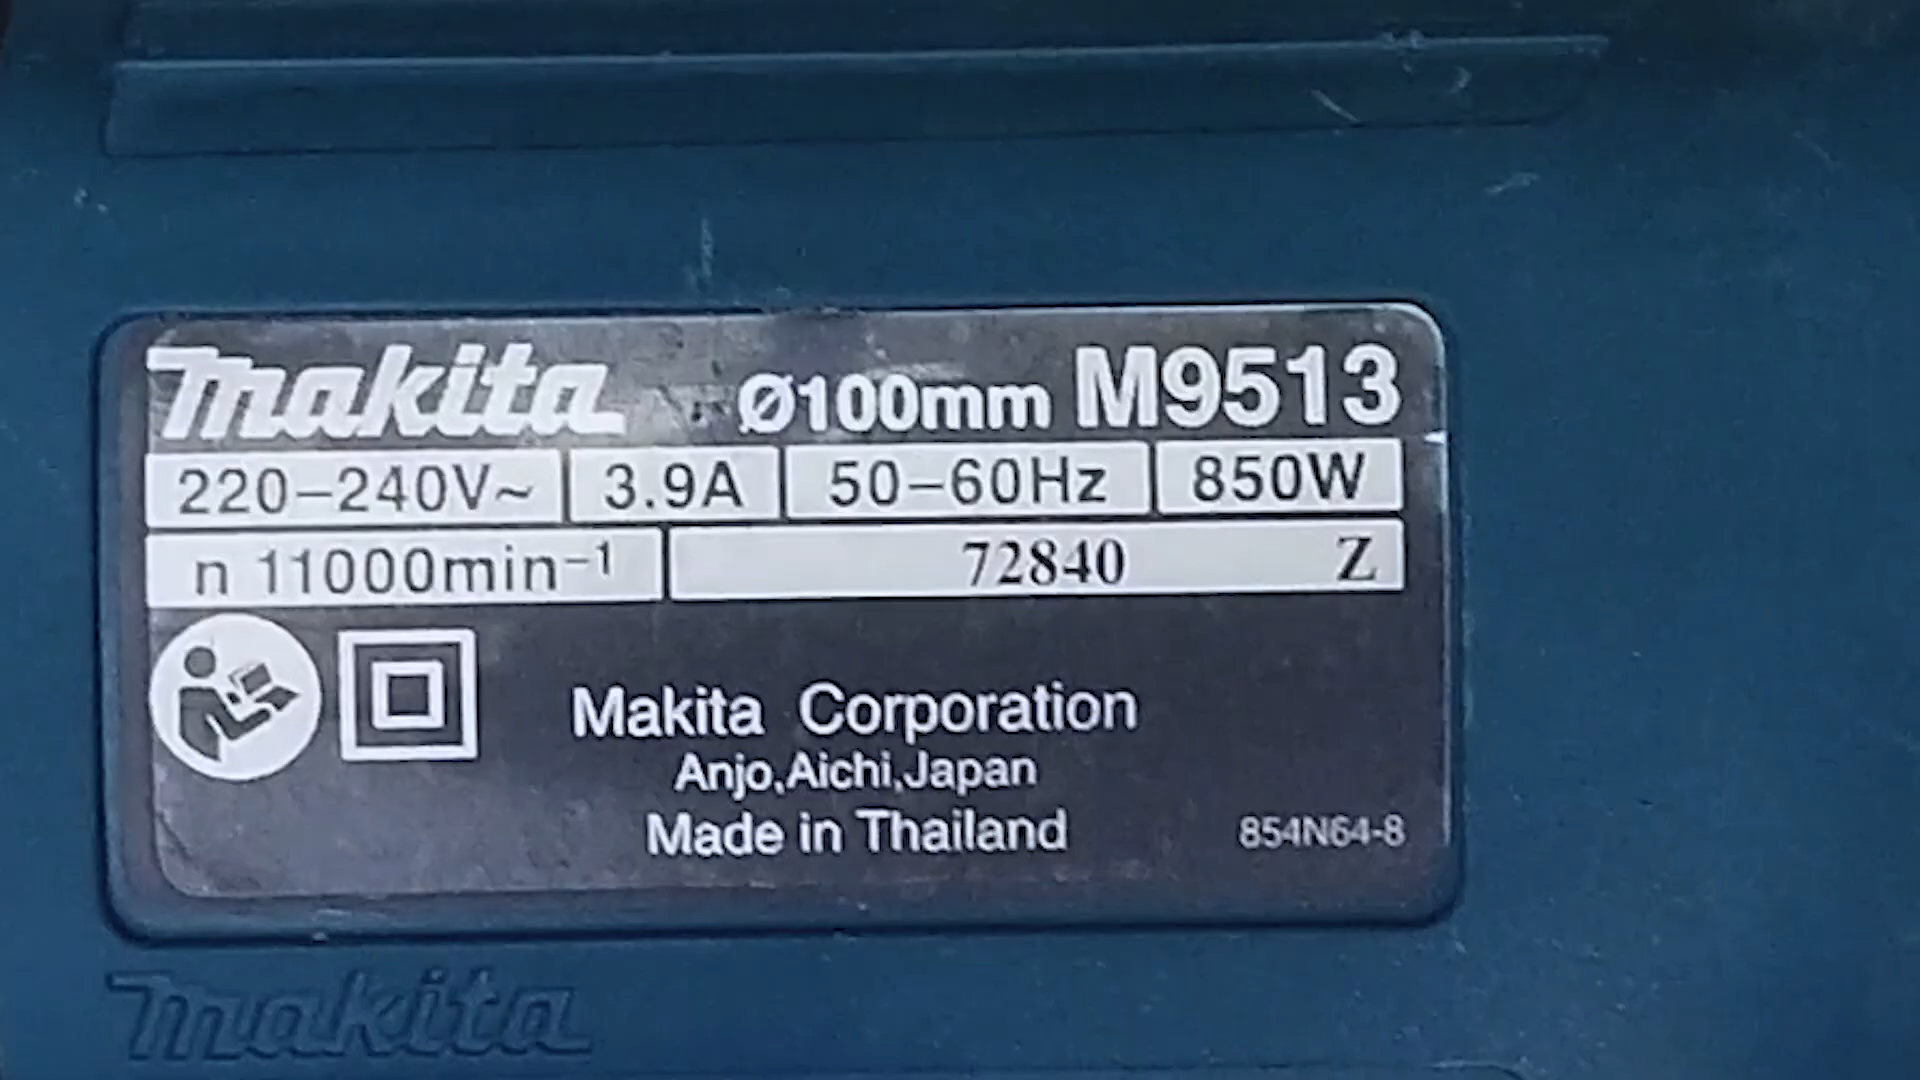 makita Ø100mm M9513
220-240V~ 3.9A 50-60Hz 850W
n 11000min⁻¹ 72840 Z
Makita Corporation
Anjo,Aichi,Japan
Made in Thailand 854N64-8
makita